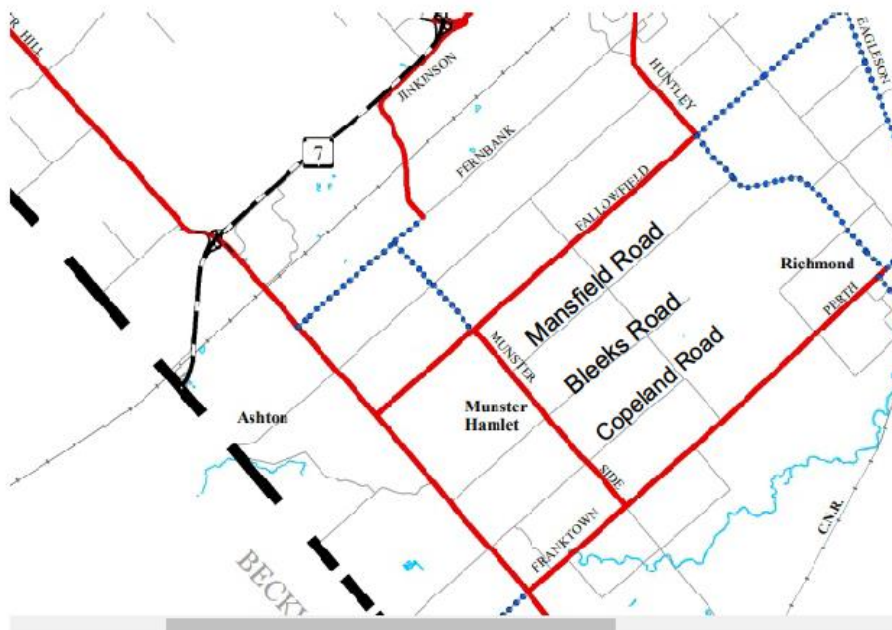 R HILL
JINKINSON
7
FERNBANK
HUNTLEY
EAGLESON
FALLOWFIELD
Mansfield Road
Richmond
PERTH
MUNSTER
Bleeks Road
Copeland Road
Ashton
Munster
Hamlet
SIDE
FRANKTOWN
C.N.R.
BECK